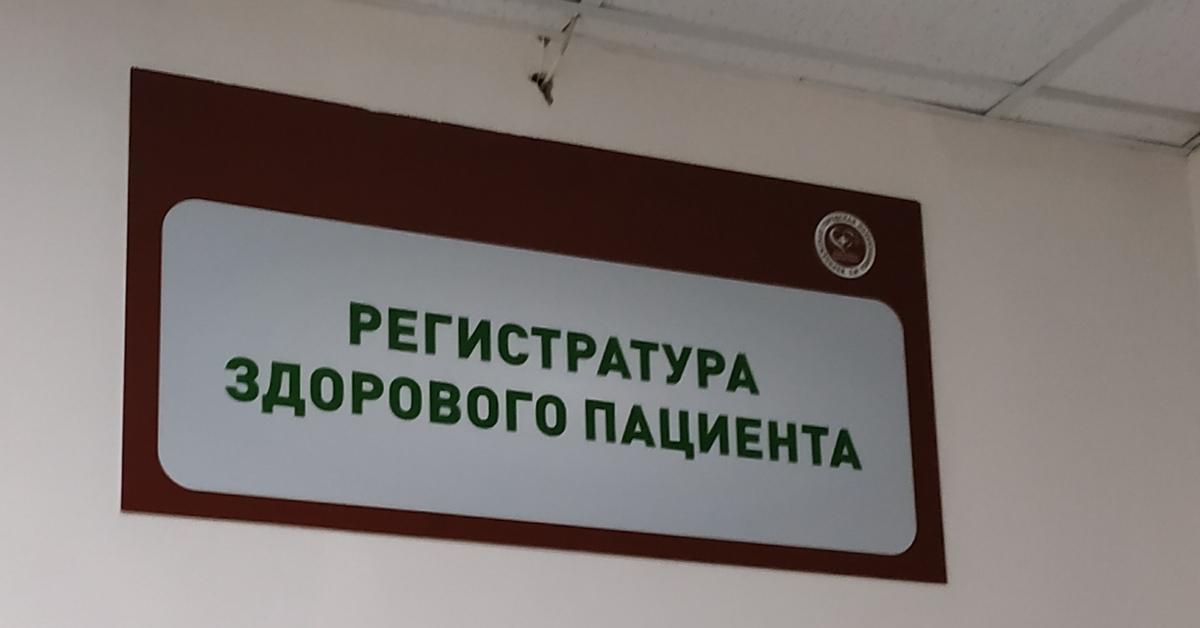 РЕГИСТРАТУРА
ЗДОРОВОГО ПАЦИЕНТА